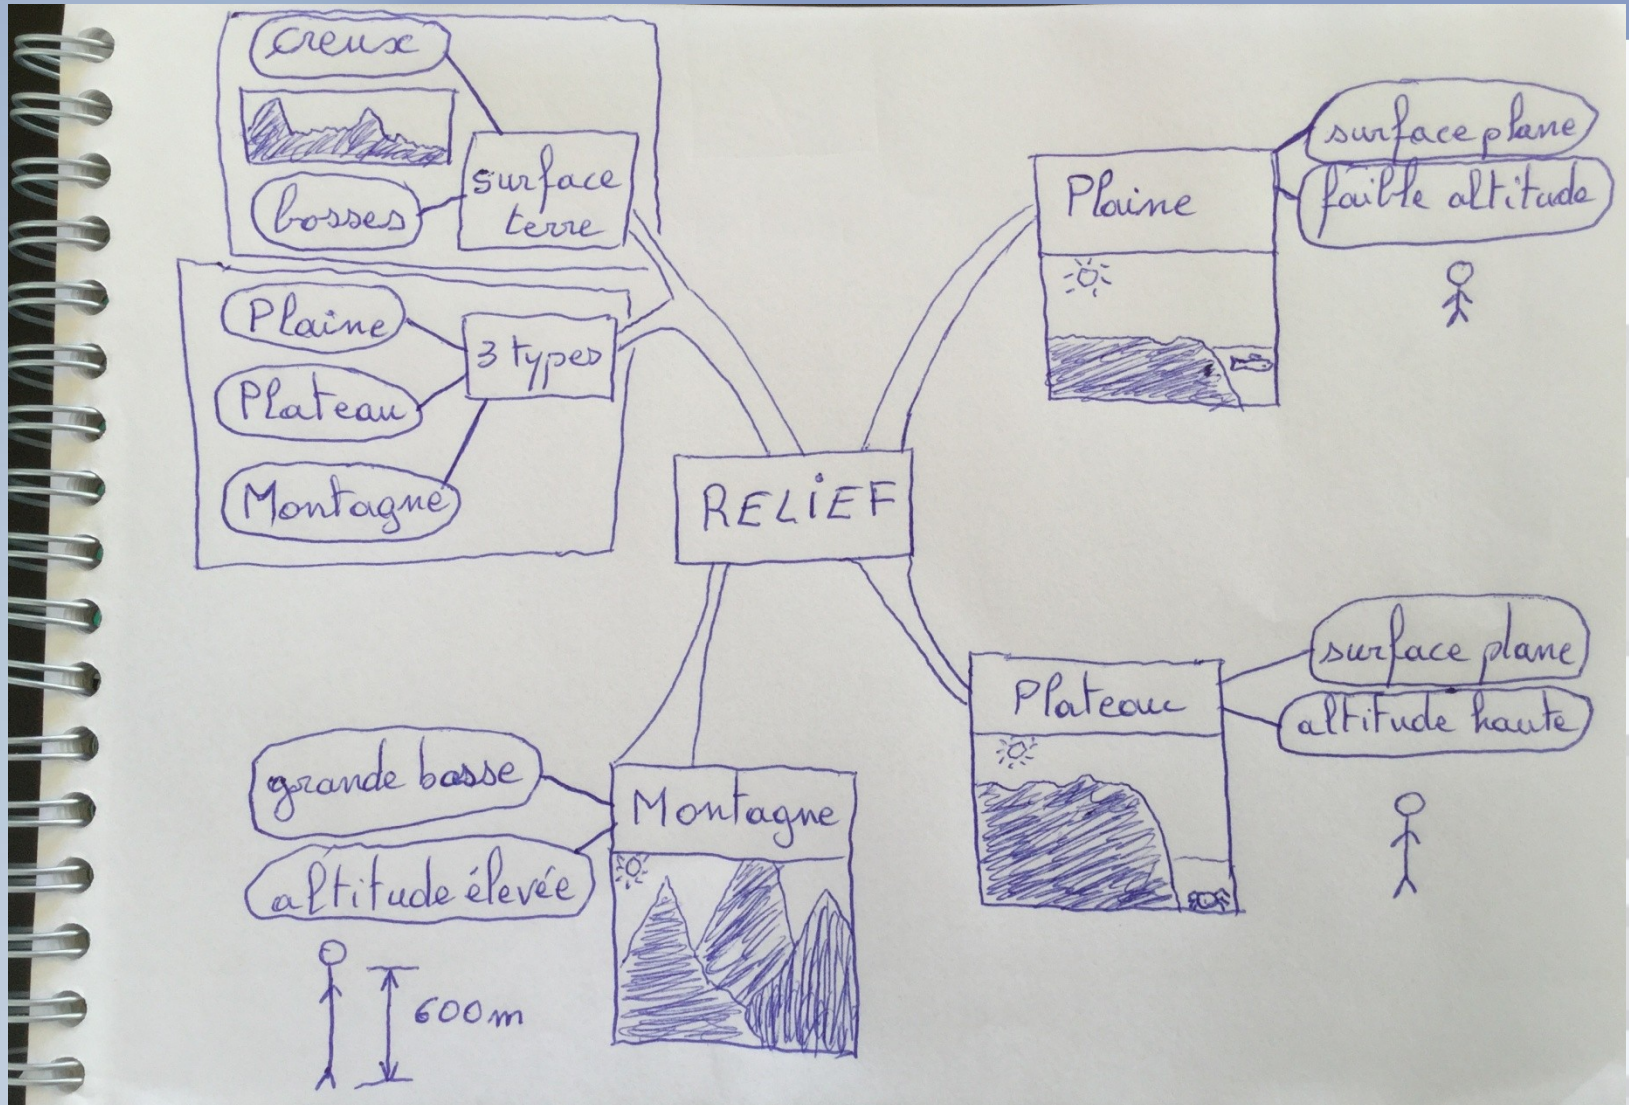 creux
surface
terre
bosses
Plaine
3 types
Plateau
Montagne
RELiEF
Plaine
surface plane
faible altitude
Plateau
surface plane
altitude haute
Montagne
grande bosse
altitude élevée
600m